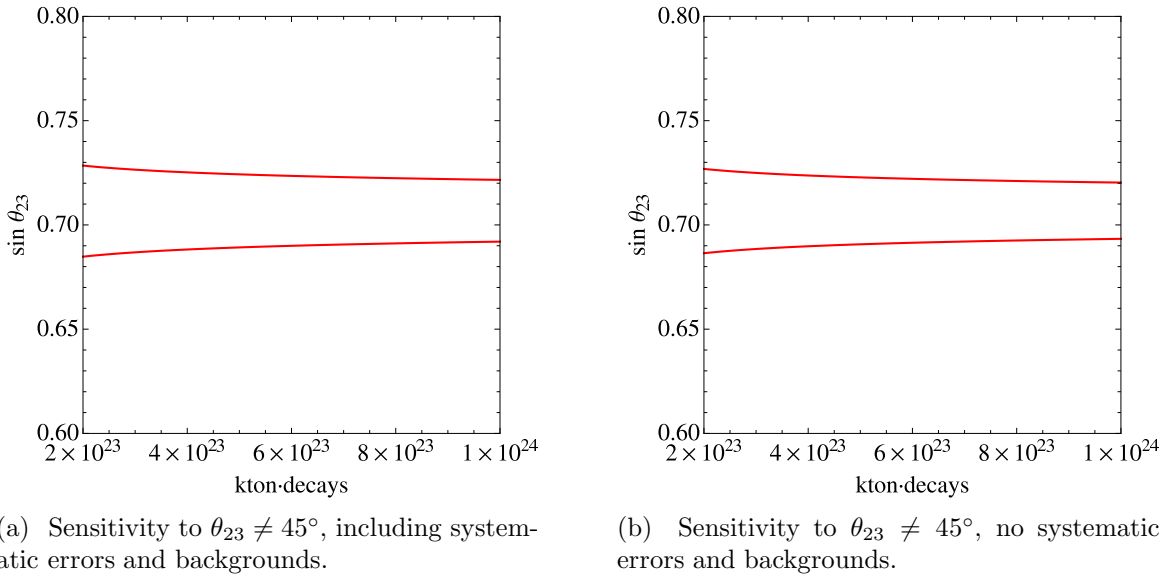 0.80
0.75
0.70
0.65
0.60
sin θ23
2×10^23 4×10^23 6×10^23 8×10^23 1×10^24
kton·decays
(a) Sensitivity to θ23 ≠ 45°, including system-
atic errors and backgrounds.
0.80
0.75
0.70
0.65
0.60
sin θ23
2×10^23 4×10^23 6×10^23 8×10^23 1×10^24
kton·decays
(b) Sensitivity to θ23 ≠ 45°, no systematic
errors and backgrounds.